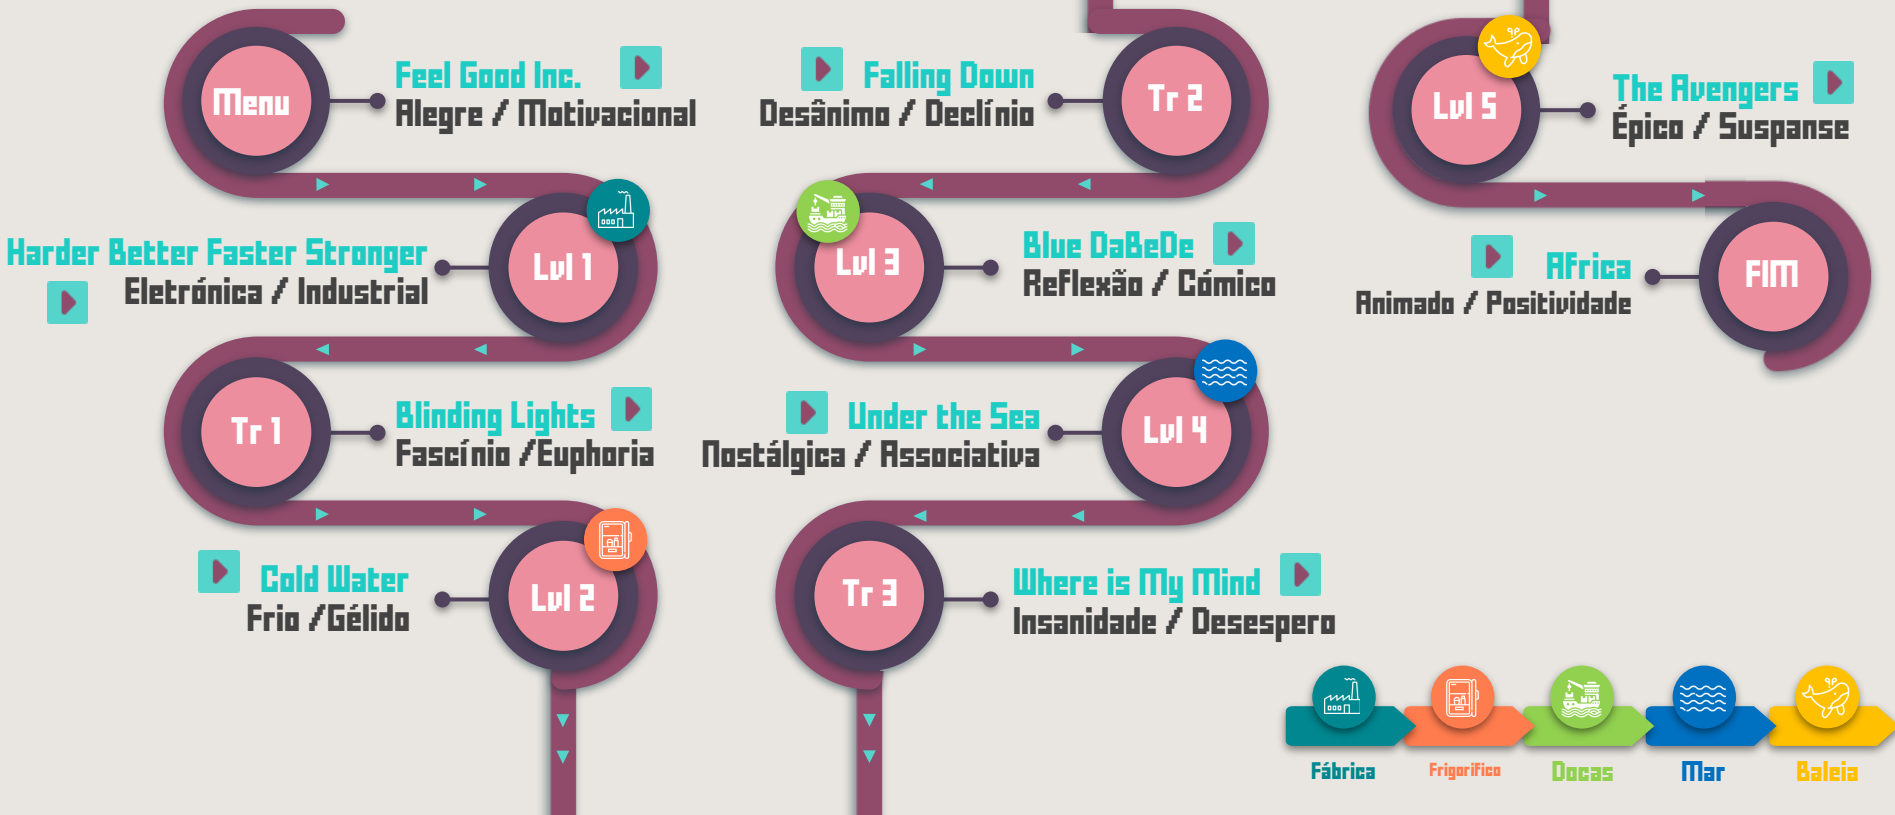 Menu
Feel Good Inc.
Alegre / Motivacional
Lvl 1
Harder Better Faster Stronger
Eletrónica / Industrial
Tr 1
Blinding Lights
Fascínio /Euphoria
Lvl 2
Cold Water
Frio /Gélido
Tr 2
Falling Down
Desânimo / Declínio
Lvl 3
Blue DaBeDe
Reflexão / Cómico
Lvl 4
Under the Sea
Nostálgica / Associativa
Tr 3
Where is My Mind
Insanidade / Desespero
Lvl 5
The Avengers
Épico / Suspanse
FIM
Africa
Animado / Positividade
Fábrica
Frigorifico
Docas
Mar
Baleia